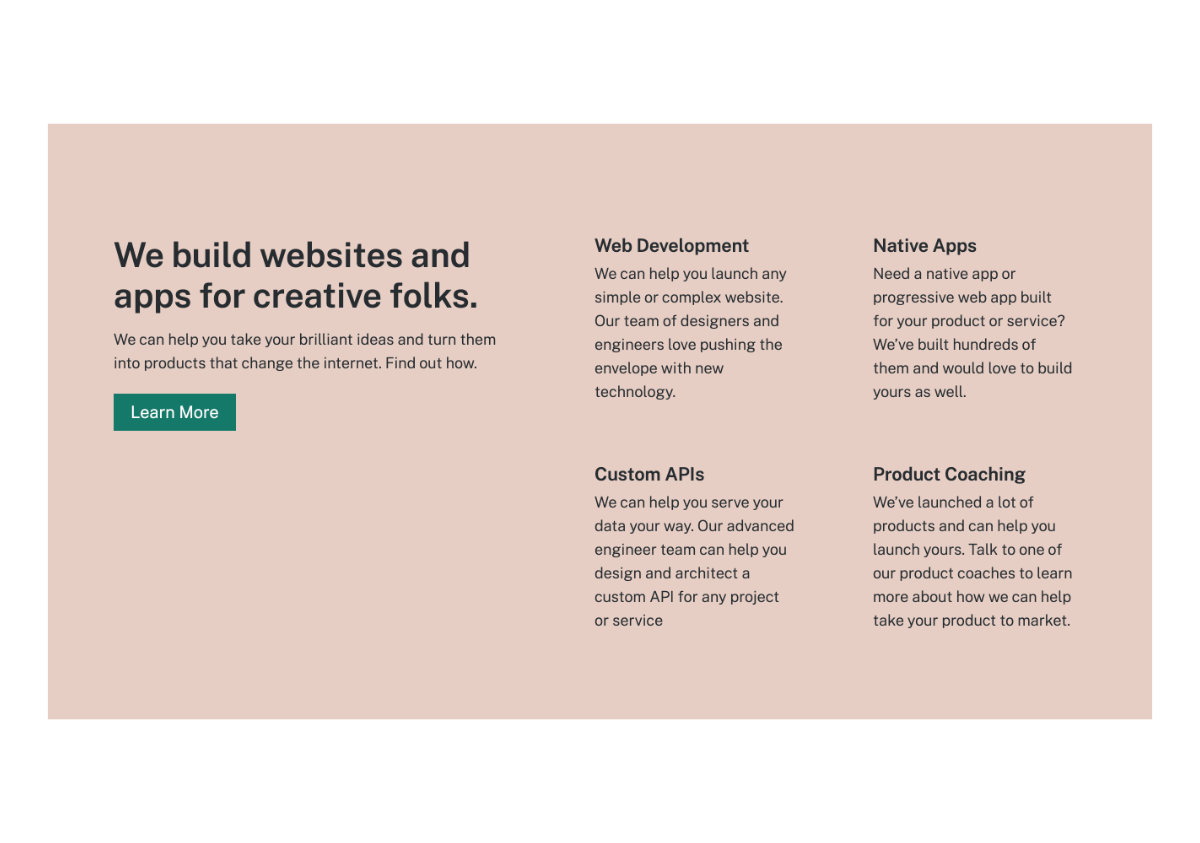 We build websites and
apps for creative folks.
We can help you take your brilliant ideas and turn them
into products that change the internet. Find out how.
Learn More
Web Development
We can help you launch any
simple or complex website.
Our team of designers and
engineers love pushing the
envelope with new
technology.
Native Apps
Need a native app or
progressive web app built
for your product or service?
We’ve built hundreds of
them and would love to build
yours as well.
Custom APIs
We can help you serve your
data your way. Our advanced
engineer team can help you
design and architect a
custom API for any project
or service
Product Coaching
We’ve launched a lot of
products and can help you
launch yours. Talk to one of
our product coaches to learn
more about how we can help
take your product to market.